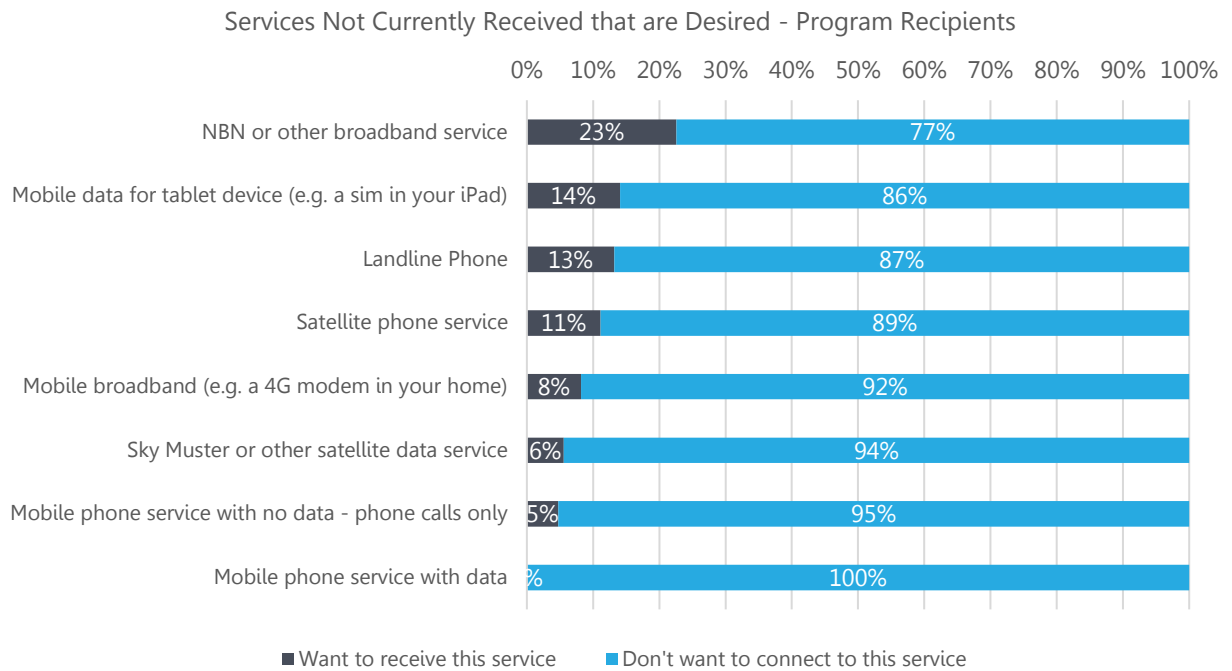 Services Not Currently Received that are Desired - Program Recipients
0% 10% 20% 30% 40% 50% 60% 70% 80% 90% 100%
NBN or other broadband service 23% 77%
Mobile data for tablet device (e.g. a sim in your iPad) 14% 86%
Landline Phone 13% 87%
Satellite phone service 11% 89%
Mobile broadband (e.g. a 4G modem in your home) 8% 92%
Sky Muster or other satellite data service 6% 94%
Mobile phone service with no data - phone calls only 5% 95%
Mobile phone service with data % 100%
Want to receive this service Don't want to connect to this service